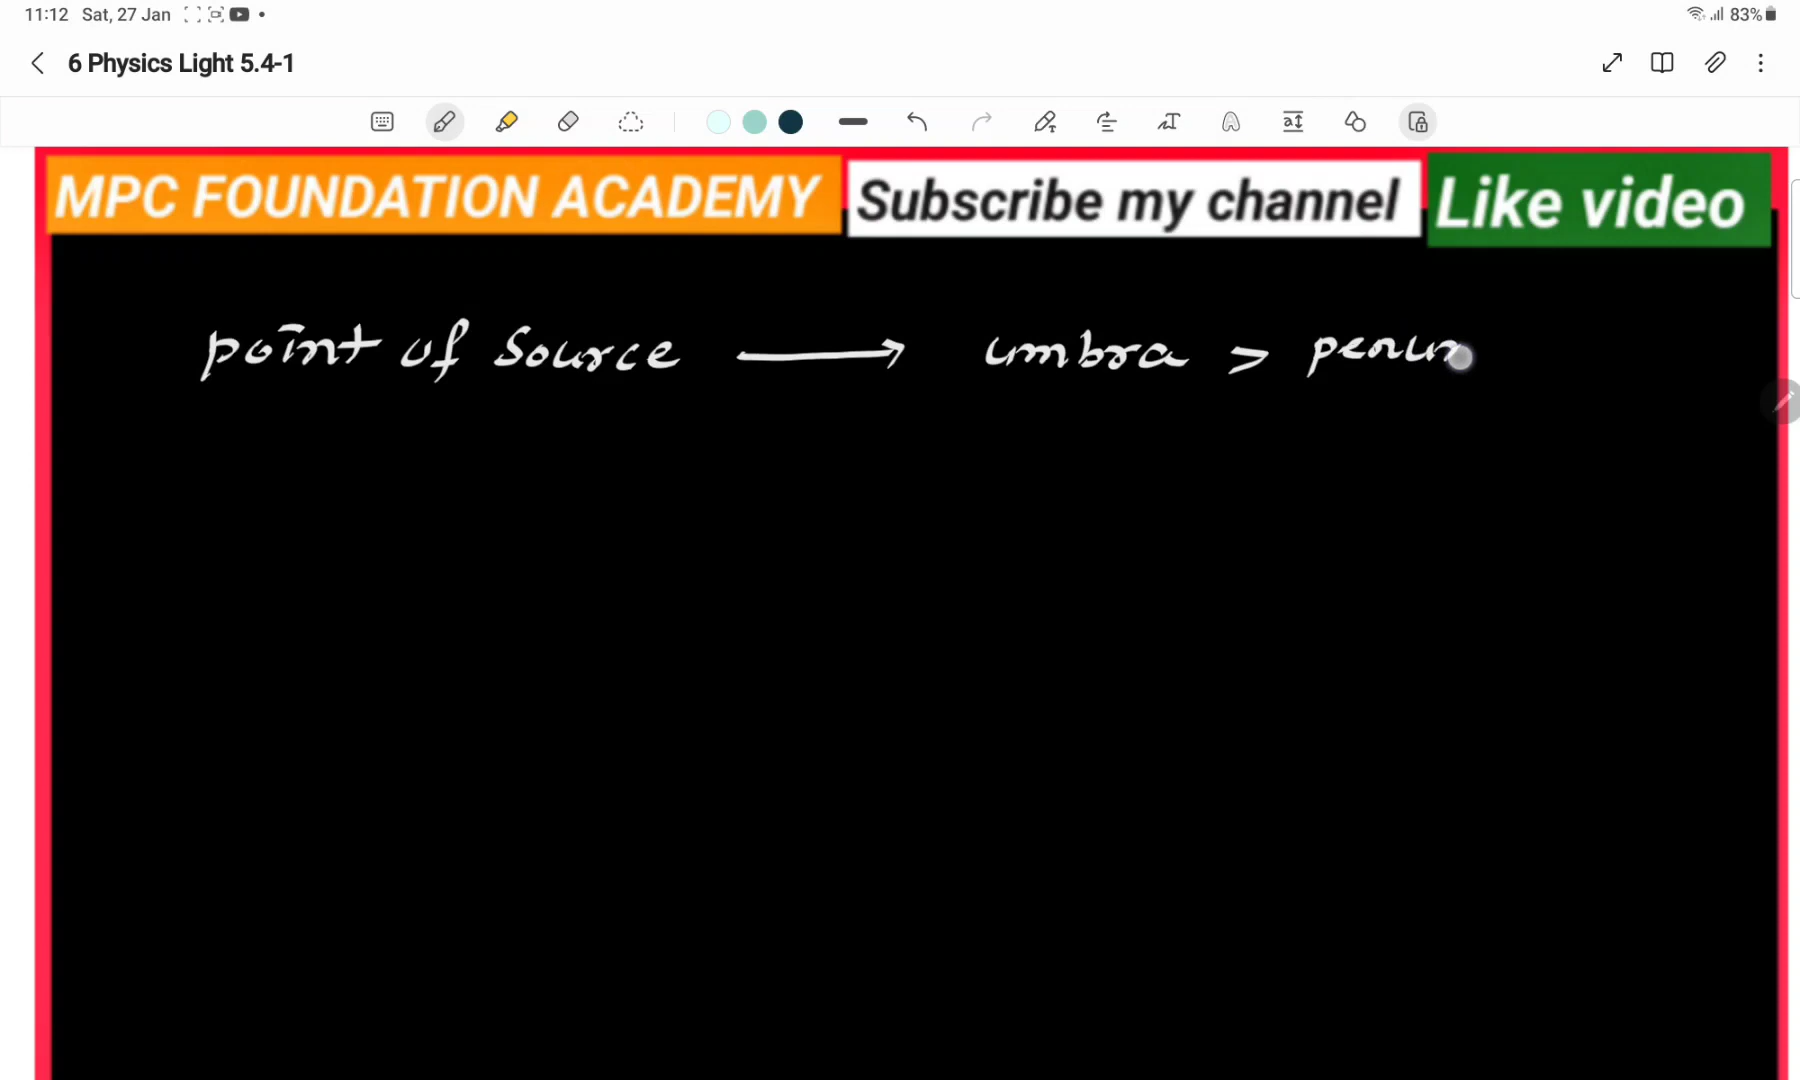 11:12 Sat, 27 Jan 83%
6 Physics Light 5.4-1
MPC FOUNDATION ACADEMY Subscribe my channel Like video
point of Source → umbra > penum